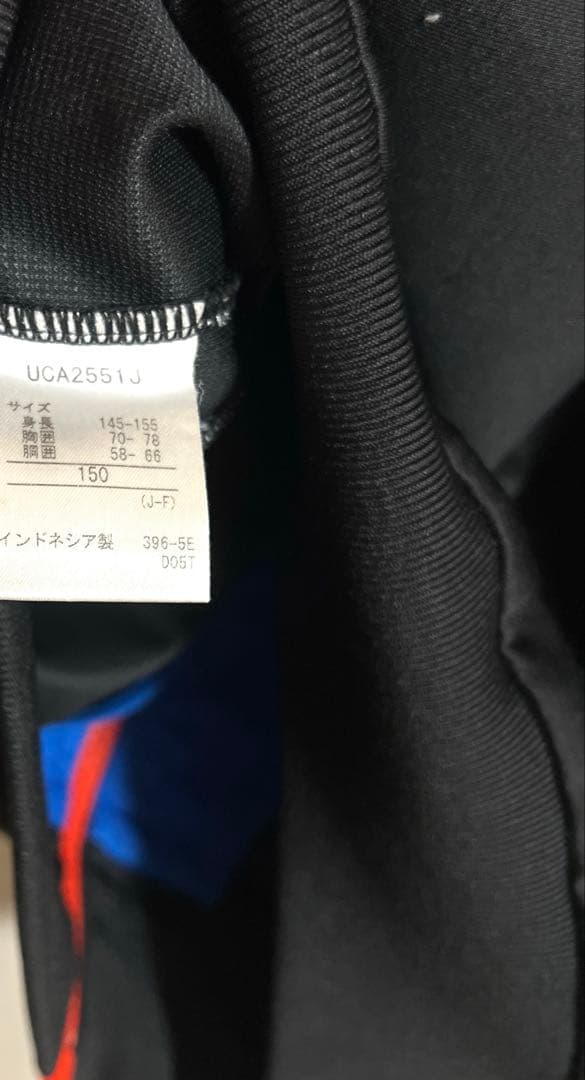 UCA2551J
サイズ
身長 145-155
胸囲 70- 78
胴囲 58- 66
150
(J-F)
インドネシア製 396-5E
D05T